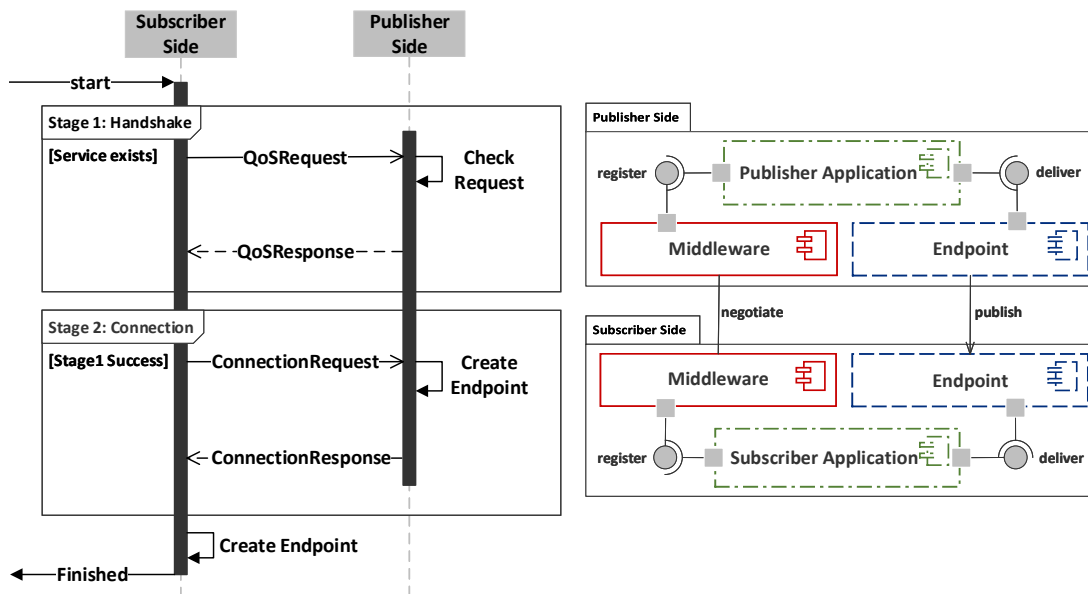 Subscriber
Side
Publisher
Side
start
Stage 1: Handshake
[Service exists]
QoSRequest
Check
Request
QoSResponse
Stage 2: Connection
[Stage1 Success]
ConnectionRequest
Create
Endpoint
ConnectionResponse
Create Endpoint
Finished
Publisher Side
register
Publisher Application
deliver
Middleware
Endpoint
negotiate
publish
Subscriber Side
Middleware
Endpoint
register
Subscriber Application
deliver